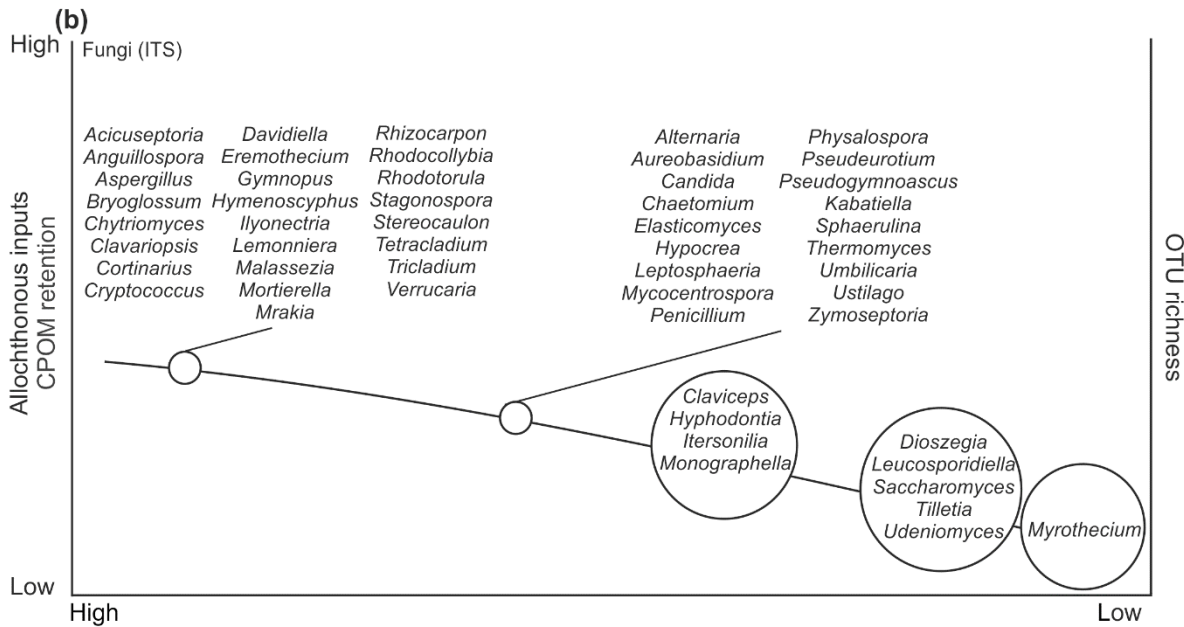 (b)
High
Fungi (ITS)
Acicuseptoria
Anguillospora
Aspergillus
Bryoglossum
Chytriomyces
Clavariopsis
Cortinarius
Cryptococcus
Davidiella
Eremothecium
Gymnopus
Hymenoscyphus
Ilyonectria
Lemonniera
Malassezia
Mortierella
Mrakia
Rhizocarpon
Rhodocollybia
Rhodotorula
Stagonospora
Stereocaulon
Tetracladium
Tricladium
Verrucaria
Alternaria
Aureobasidium
Candida
Chaetomium
Elasticomyces
Hypocrea
Leptosphaeria
Mycocentrospora
Penicillium
Physalospora
Pseudeurotium
Pseudogymnoascus
Kabatiella
Sphaerulina
Thermomyces
Umbilicaria
Ustilago
Zymoseptoria
Claviceps
Hyphodontia
Itersonilia
Monographella
Dioszegia
Leucosporidiella
Saccharomyces
Tilletia
Udeniomyces
Myrothecium
Allochthonous inputs
CPOM retention
OTU richness
Low
High
Low